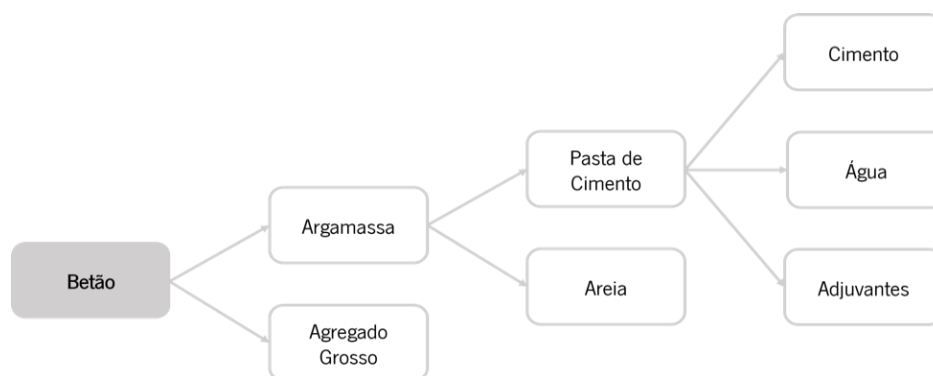 Cimento
Pasta de
Cimento
Água
Argamassa
Betão
Areia
Adjuvantes
Agregado
Grosso